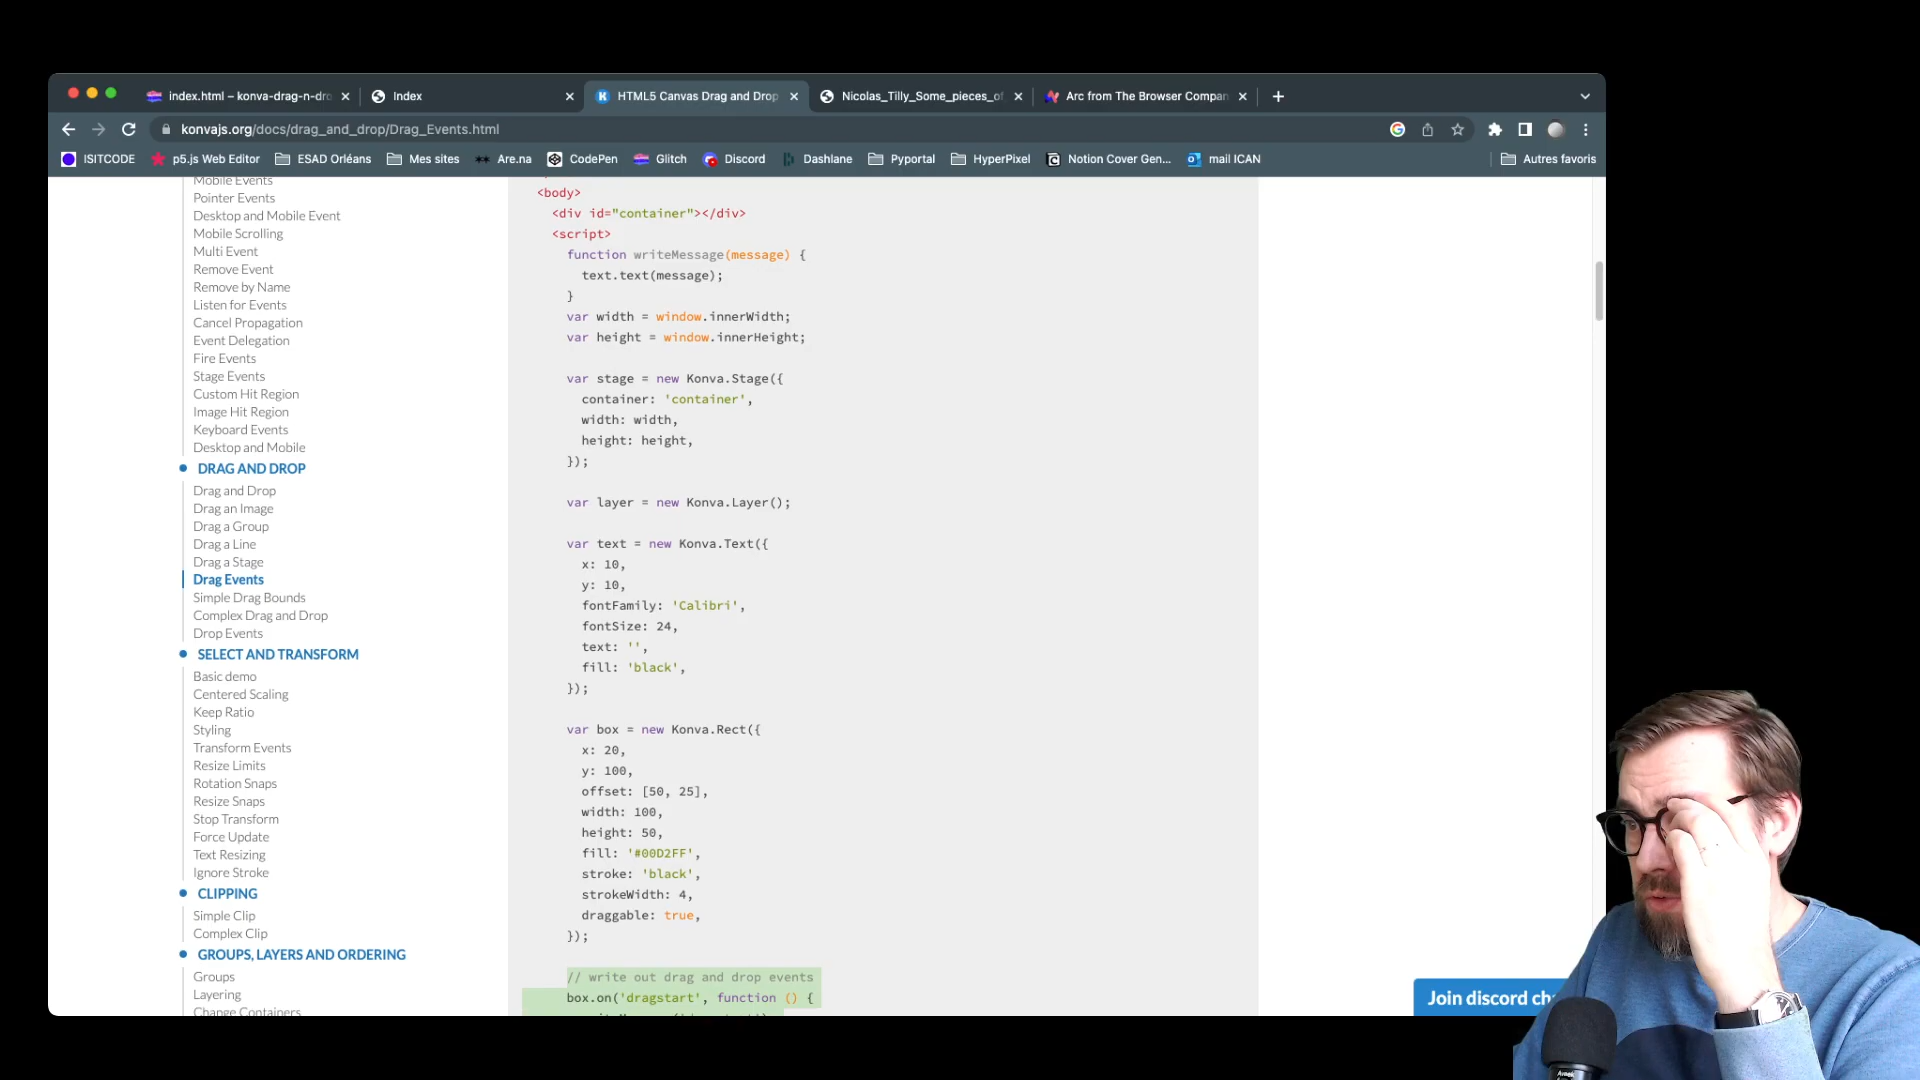 index.html – konva-drag-n-dro
Index
HTML5 Canvas Drag and Drop
Nicolas_Tilly_Some_pieces_of
Arc from The Browser Compan
konvajs.org/docs/drag_and_drop/Drag_Events.html
ISITCODE
p5.js Web Editor
ESAD Orléans
Mes sites
Are.na
CodePen
Glitch
Discord
Dashlane
Pyportal
HyperPixel
Notion Cover Gen...
mail ICAN
Autres favoris
Mobile Events
Pointer Events
Desktop and Mobile Event
Mobile Scrolling
Multi Event
Remove Event
Remove by Name
Listen for Events
Cancel Propagation
Event Delegation
Fire Events
Stage Events
Custom Hit Region
Image Hit Region
Keyboard Events
Desktop and Mobile
DRAG AND DROP
Drag and Drop
Drag an Image
Drag a Group
Drag a Line
Drag a Stage
Drag Events
Simple Drag Bounds
Complex Drag and Drop
Drop Events
SELECT AND TRANSFORM
Basic demo
Centered Scaling
Keep Ratio
Styling
Transform Events
Resize Limits
Rotation Snaps
Resize Snaps
Stop Transform
Force Update
Text Resizing
Ignore Stroke
CLIPPING
Simple Clip
Complex Clip
GROUPS, LAYERS AND ORDERING
Groups
Layering
Change Containers
<body>
<div id="container"></div>
<script>
function writeMessage(message) {
text.text(message);
}
var width = window.innerWidth;
var height = window.innerHeight;
var stage = new Konva.Stage({
container: 'container',
width: width,
height: height,
});
var layer = new Konva.Layer();
var text = new Konva.Text({
x: 10,
y: 10,
fontFamily: 'Calibri',
fontSize: 24,
text: '',
fill: 'black',
});
var box = new Konva.Rect({
x: 20,
y: 100,
offset: [50, 25],
width: 100,
height: 50,
fill: '#00D2FF',
stroke: 'black',
strokeWidth: 4,
draggable: true,
});
// write out drag and drop events
box.on('dragstart', function () {
Join discord ch